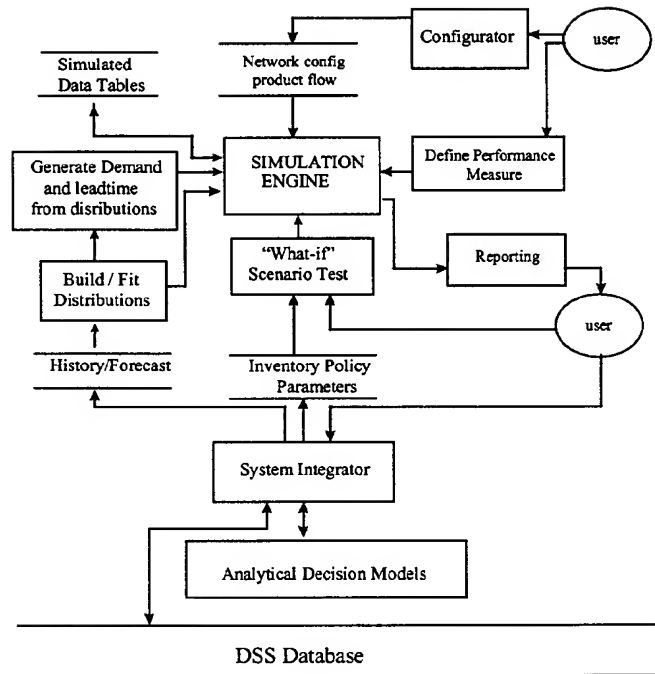 Configurator
user
Simulated
Data Tables
Network config
product flow
Generate Demand
and leadtime
from disributions
SIMULATION
ENGINE
Define Performance
Measure
"What-if"
Scenario Test
Reporting
Build / Fit
Distributions
user
History/Forecast
Inventory Policy
Parameters
System Integrator
Analytical Decision Models
DSS Database